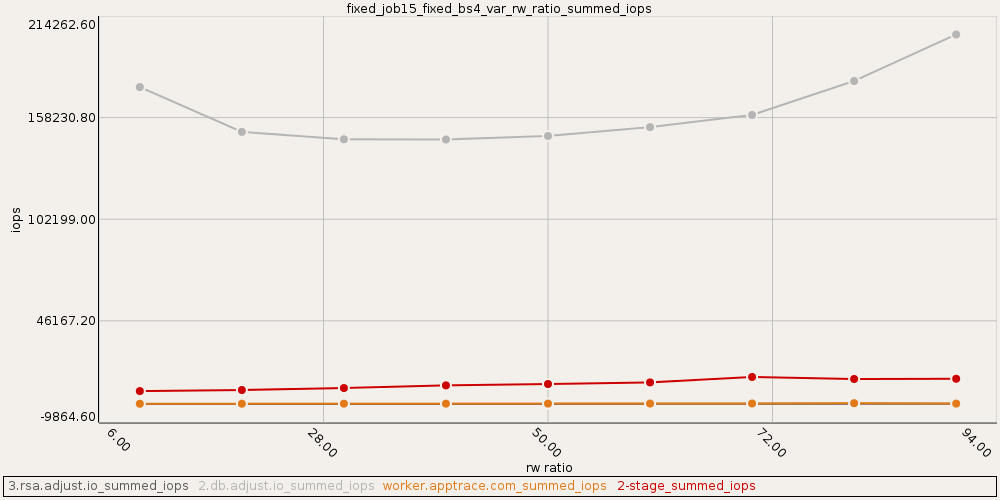 fixed_job15_fixed_bs4_var_rw_ratio_summed_iops
214262.60
158230.80
102199.00
46167.20
-9864.60
iops
6.00
28.00
50.00
72.00
94.00
rw ratio
3.rsa.adjust.io_summed_iops 2.db.adjust.io_summed_iops worker.apptrace.com_summed_iops 2-stage_summed_iops